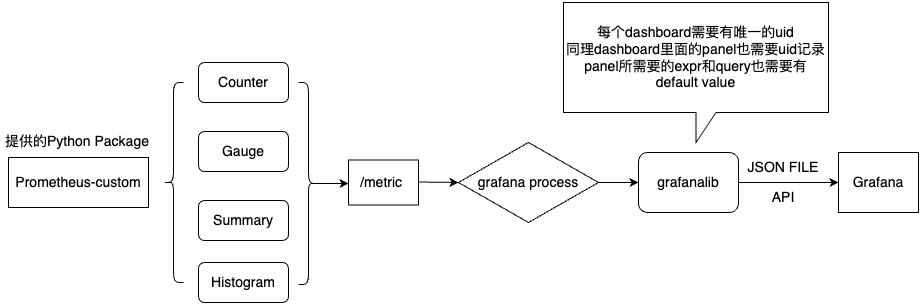 每个dashboard需要有唯一的uid
同理dashboard里面的panel也需要uid记录
panel所需要的expr和query也需要有
default value
提供的Python Package
Prometheus-custom
Counter
Gauge
Summary
Histogram
/metric
grafana process
grafanalib
JSON FILE
API
Grafana